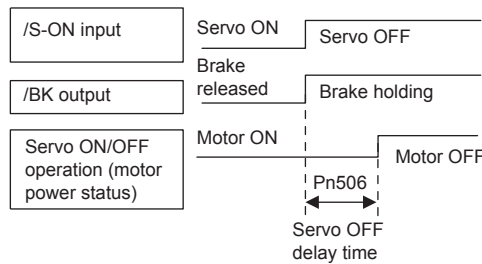 /S-ON input
Servo ON
Servo OFF
Brake
released
/BK output
Brake holding
Servo ON/OFF
operation (motor
power status)
Motor ON
Motor OFF
Pn506
Servo OFF
delay time